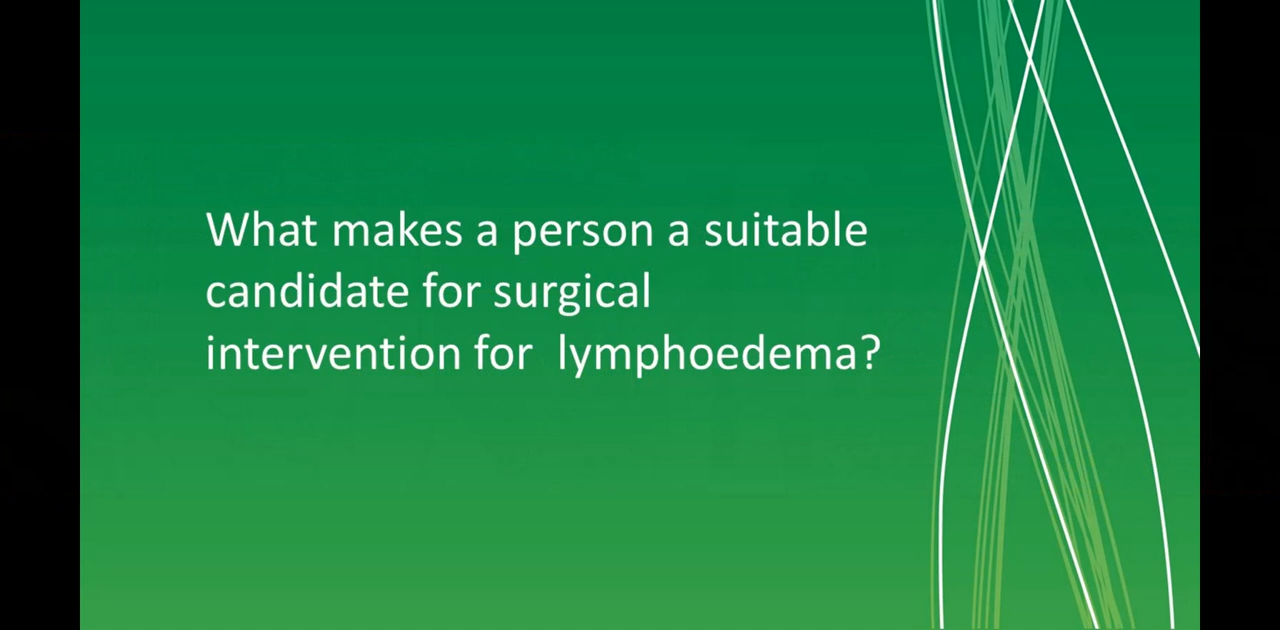 What makes a person a suitable
candidate for surgical
intervention for  lymphoedema?